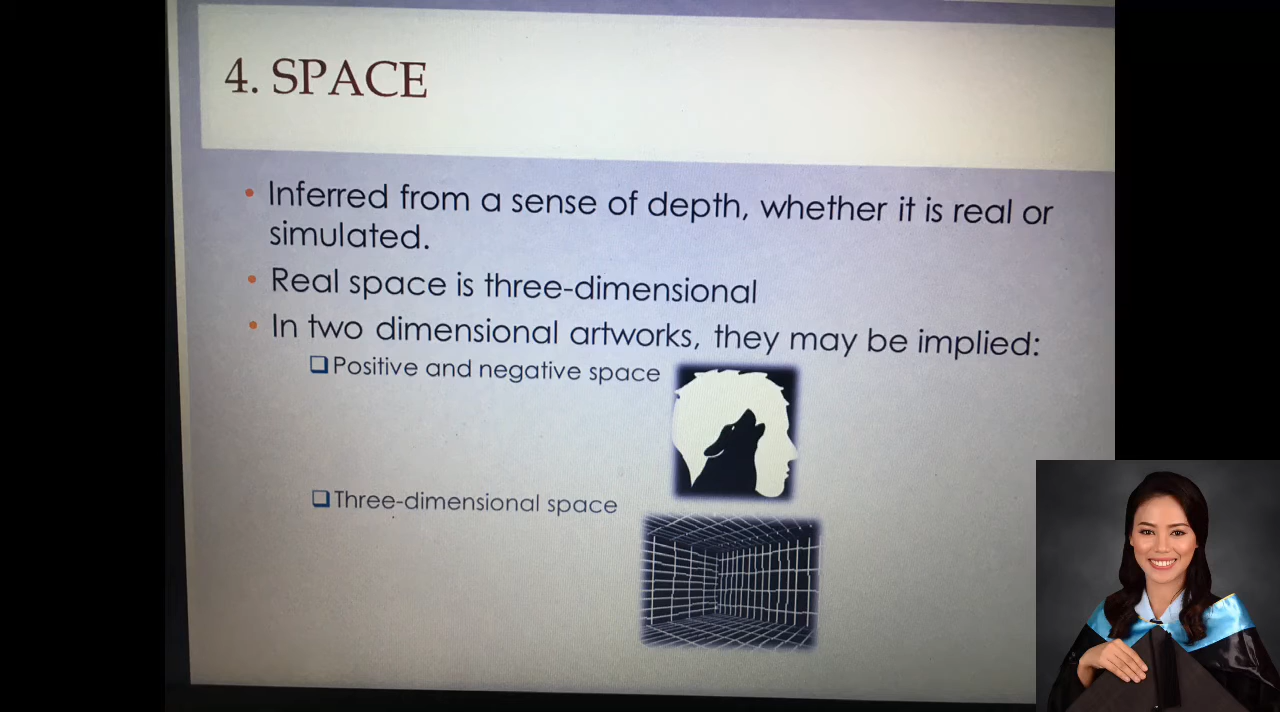 4. SPACE
• Inferred from a sense of depth, whether it is real or
simulated.
• Real space is three-dimensional
• In two dimensional artworks, they may be implied:
❑ Positive and negative space
❑ Three-dimensional space